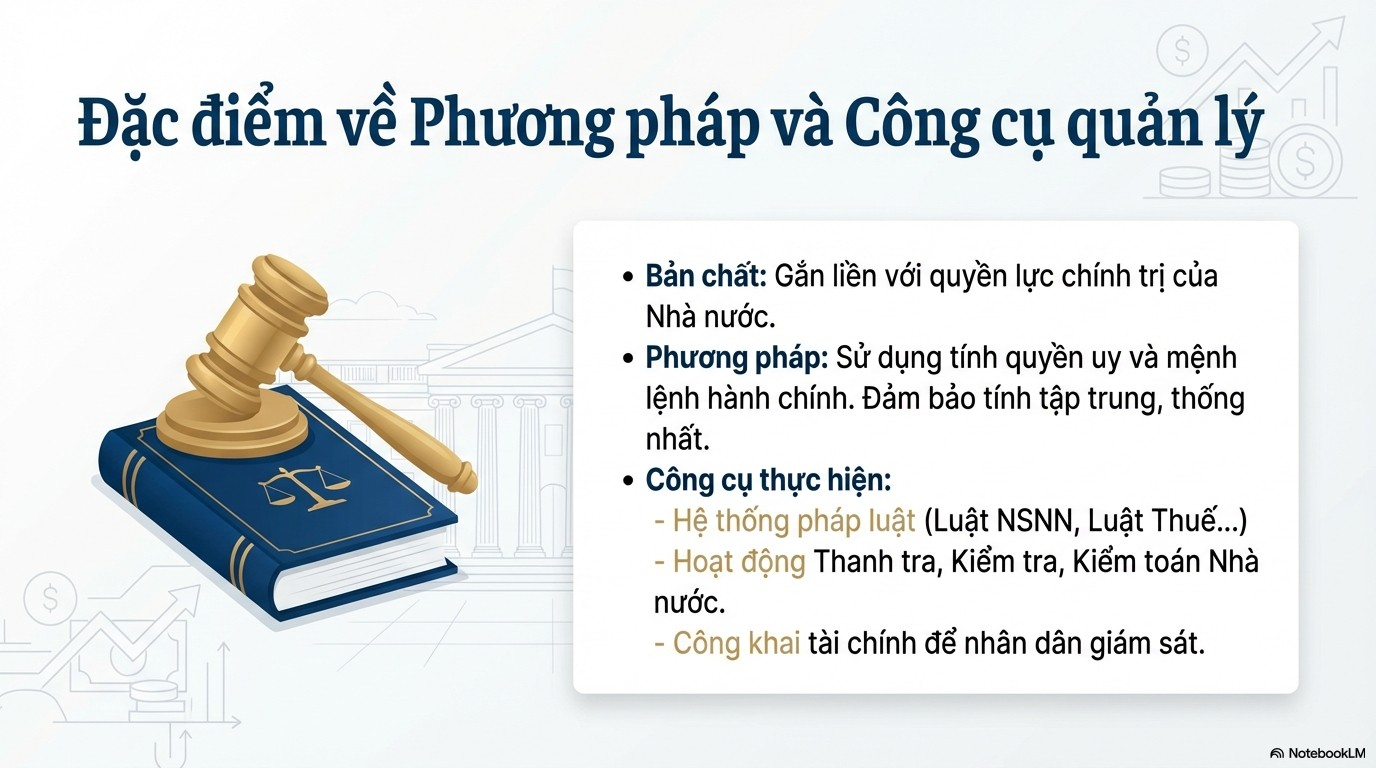 Đặc điểm về Phương pháp và Công cụ quản lý
• Bản chất: Gắn liền với quyền lực chính trị của
Nhà nước.
• Phương pháp: Sử dụng tính quyền uy và mệnh
lệnh hành chính. Đảm bảo tính tập trung, thống
nhất.
• Công cụ thực hiện:
- Hệ thống pháp luật (Luật NSNN, Luật Thuế...)
- Hoạt động Thanh tra, Kiểm tra, Kiểm toán Nhà
nước.
- Công khai tài chính để nhân dân giám sát.
NotebookLM